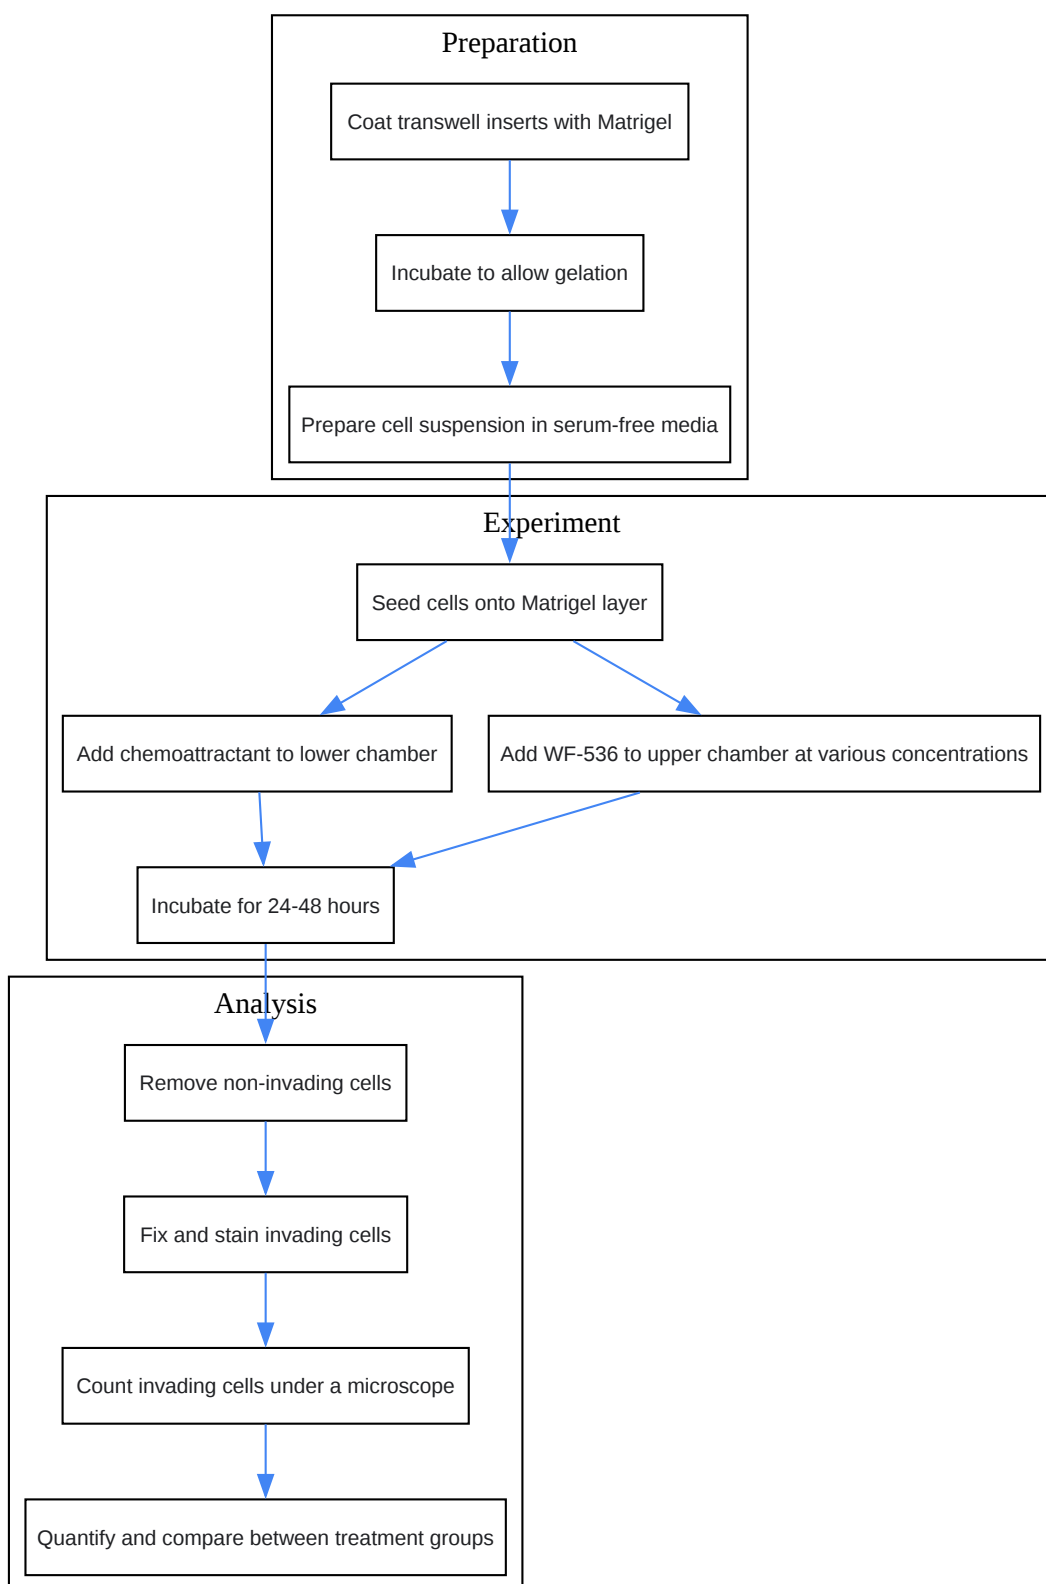 Preparation
Coat transwell inserts with Matrigel
Incubate to allow gelation
Prepare cell suspension in serum-free media
Experiment
Seed cells onto Matrigel layer
Add chemoattractant to lower chamber
Add WF-536 to upper chamber at various concentrations
Incubate for 24-48 hours
Analysis
Remove non-invading cells
Fix and stain invading cells
Count invading cells under a microscope
Quantify and compare between treatment groups